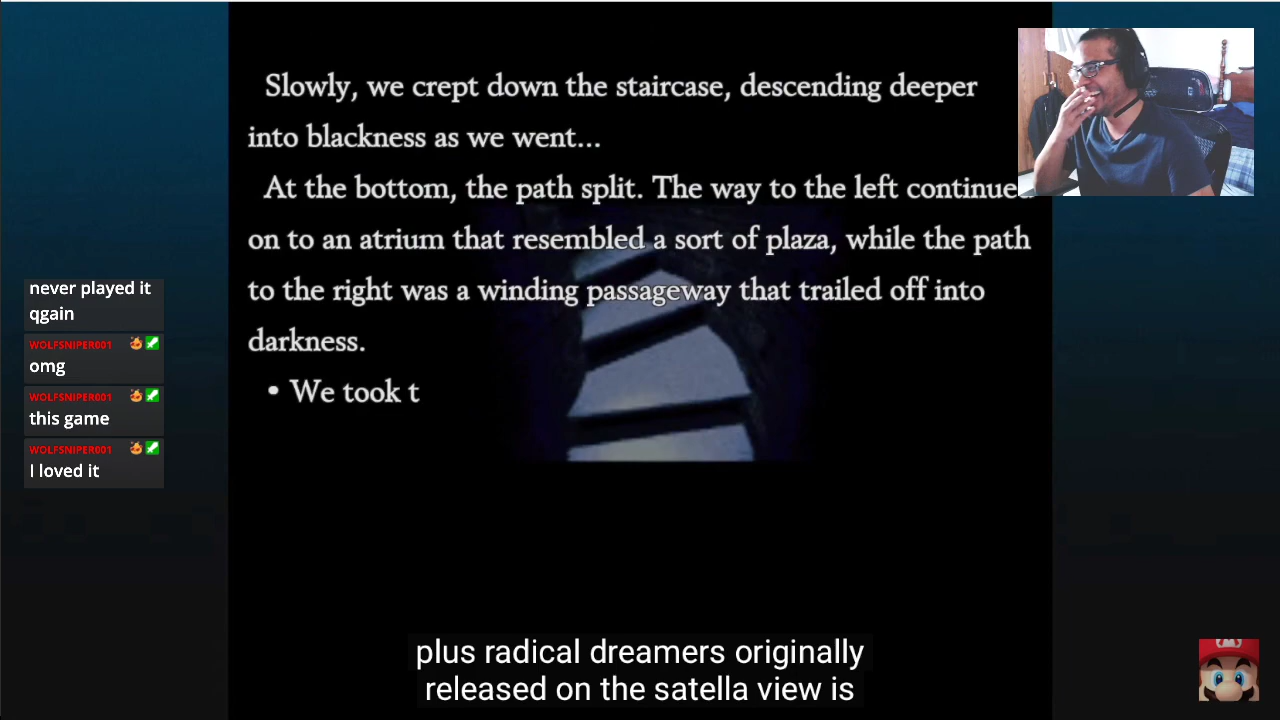 Slowly, we crept down the staircase, descending deeper
into blackness as we went...
At the bottom, the path split. The way to the left continue
on to an atrium that resembled a sort of plaza, while the path
to the right was a winding passageway that trailed off into
darkness.
• We took t
never played it
qgain
WOLFSNIPER001
omg
WOLFSNIPER001
this game
WOLFSNIPER001
I loved it
plus radical dreamers originally
released on the satella view is